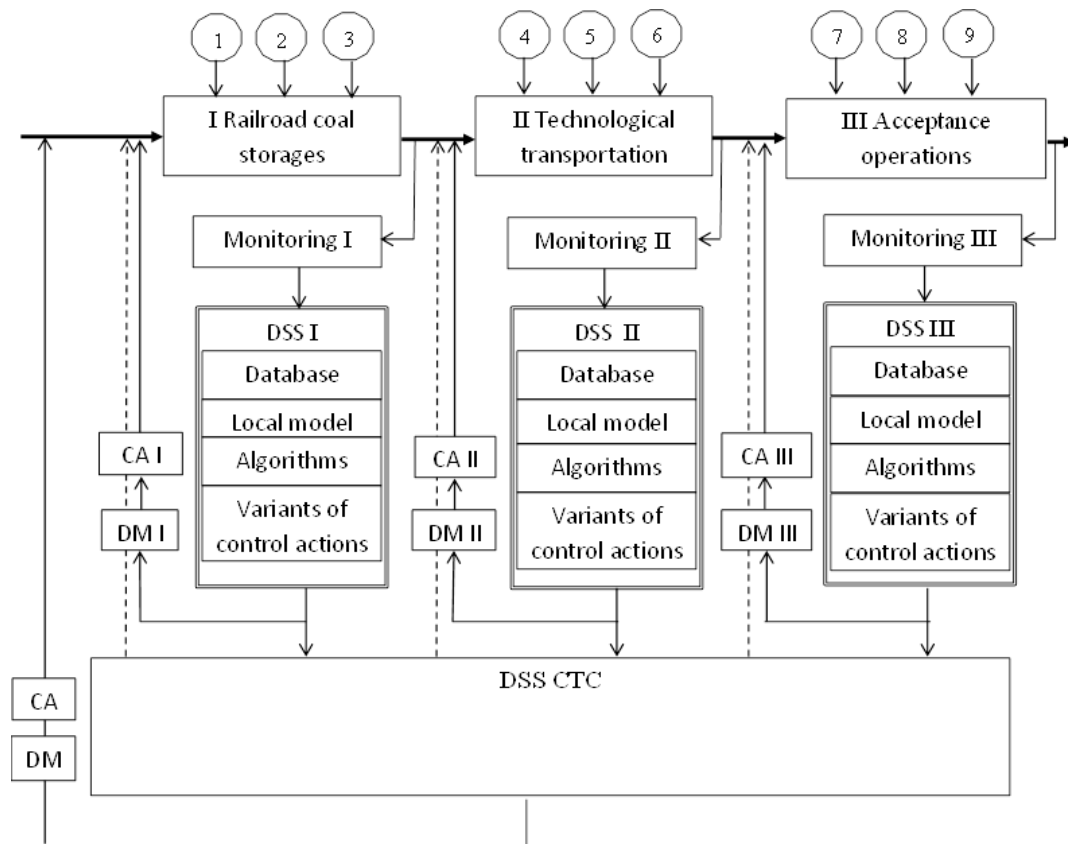 1
2
3
4
5
6
7
8
9
I Railroad coal
storages
II Technological
transportation
III Acceptance
operations
Monitoring I
Monitoring II
Monitoring III
DSS I
Database
Local model
Algorithms
Variants of
control actions
DSS II
Database
Local model
Algorithms
Variants of
control actions
DSS III
Database
Local model
Algorithms
Variants of
control actions
CA I
DM I
CA II
DM II
CA III
DM III
DSS CTC
CA
DM